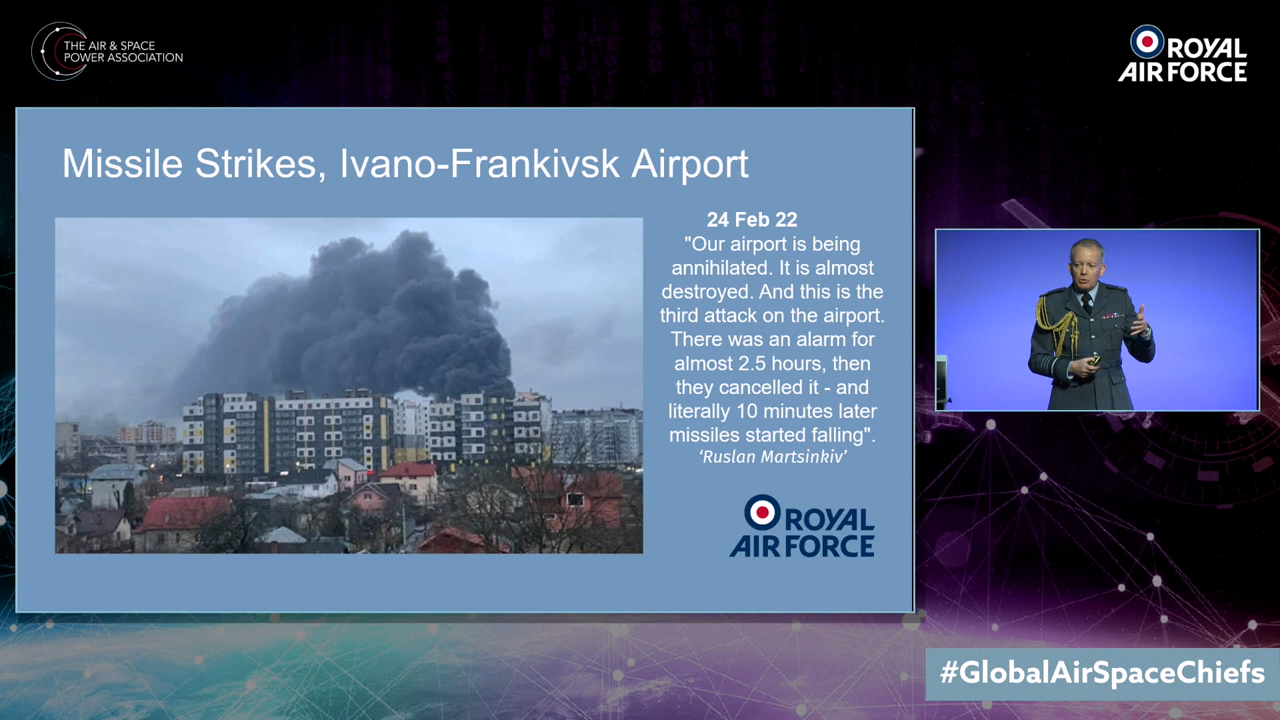 THE AIR & SPACE
POWER ASSOCIATION
ROYAL
AIR FORCE
Missile Strikes, Ivano-Frankivsk Airport
24 Feb 22
"Our airport is being
annihilated. It is almost
destroyed. And this is the
third attack on the airport.
There was an alarm for
almost 2.5 hours, then
they cancelled it - and
literally 10 minutes later
missiles started falling".
‘Ruslan Martsinkiv’
ROYAL
AIR FORCE
#GlobalAirSpaceChiefs